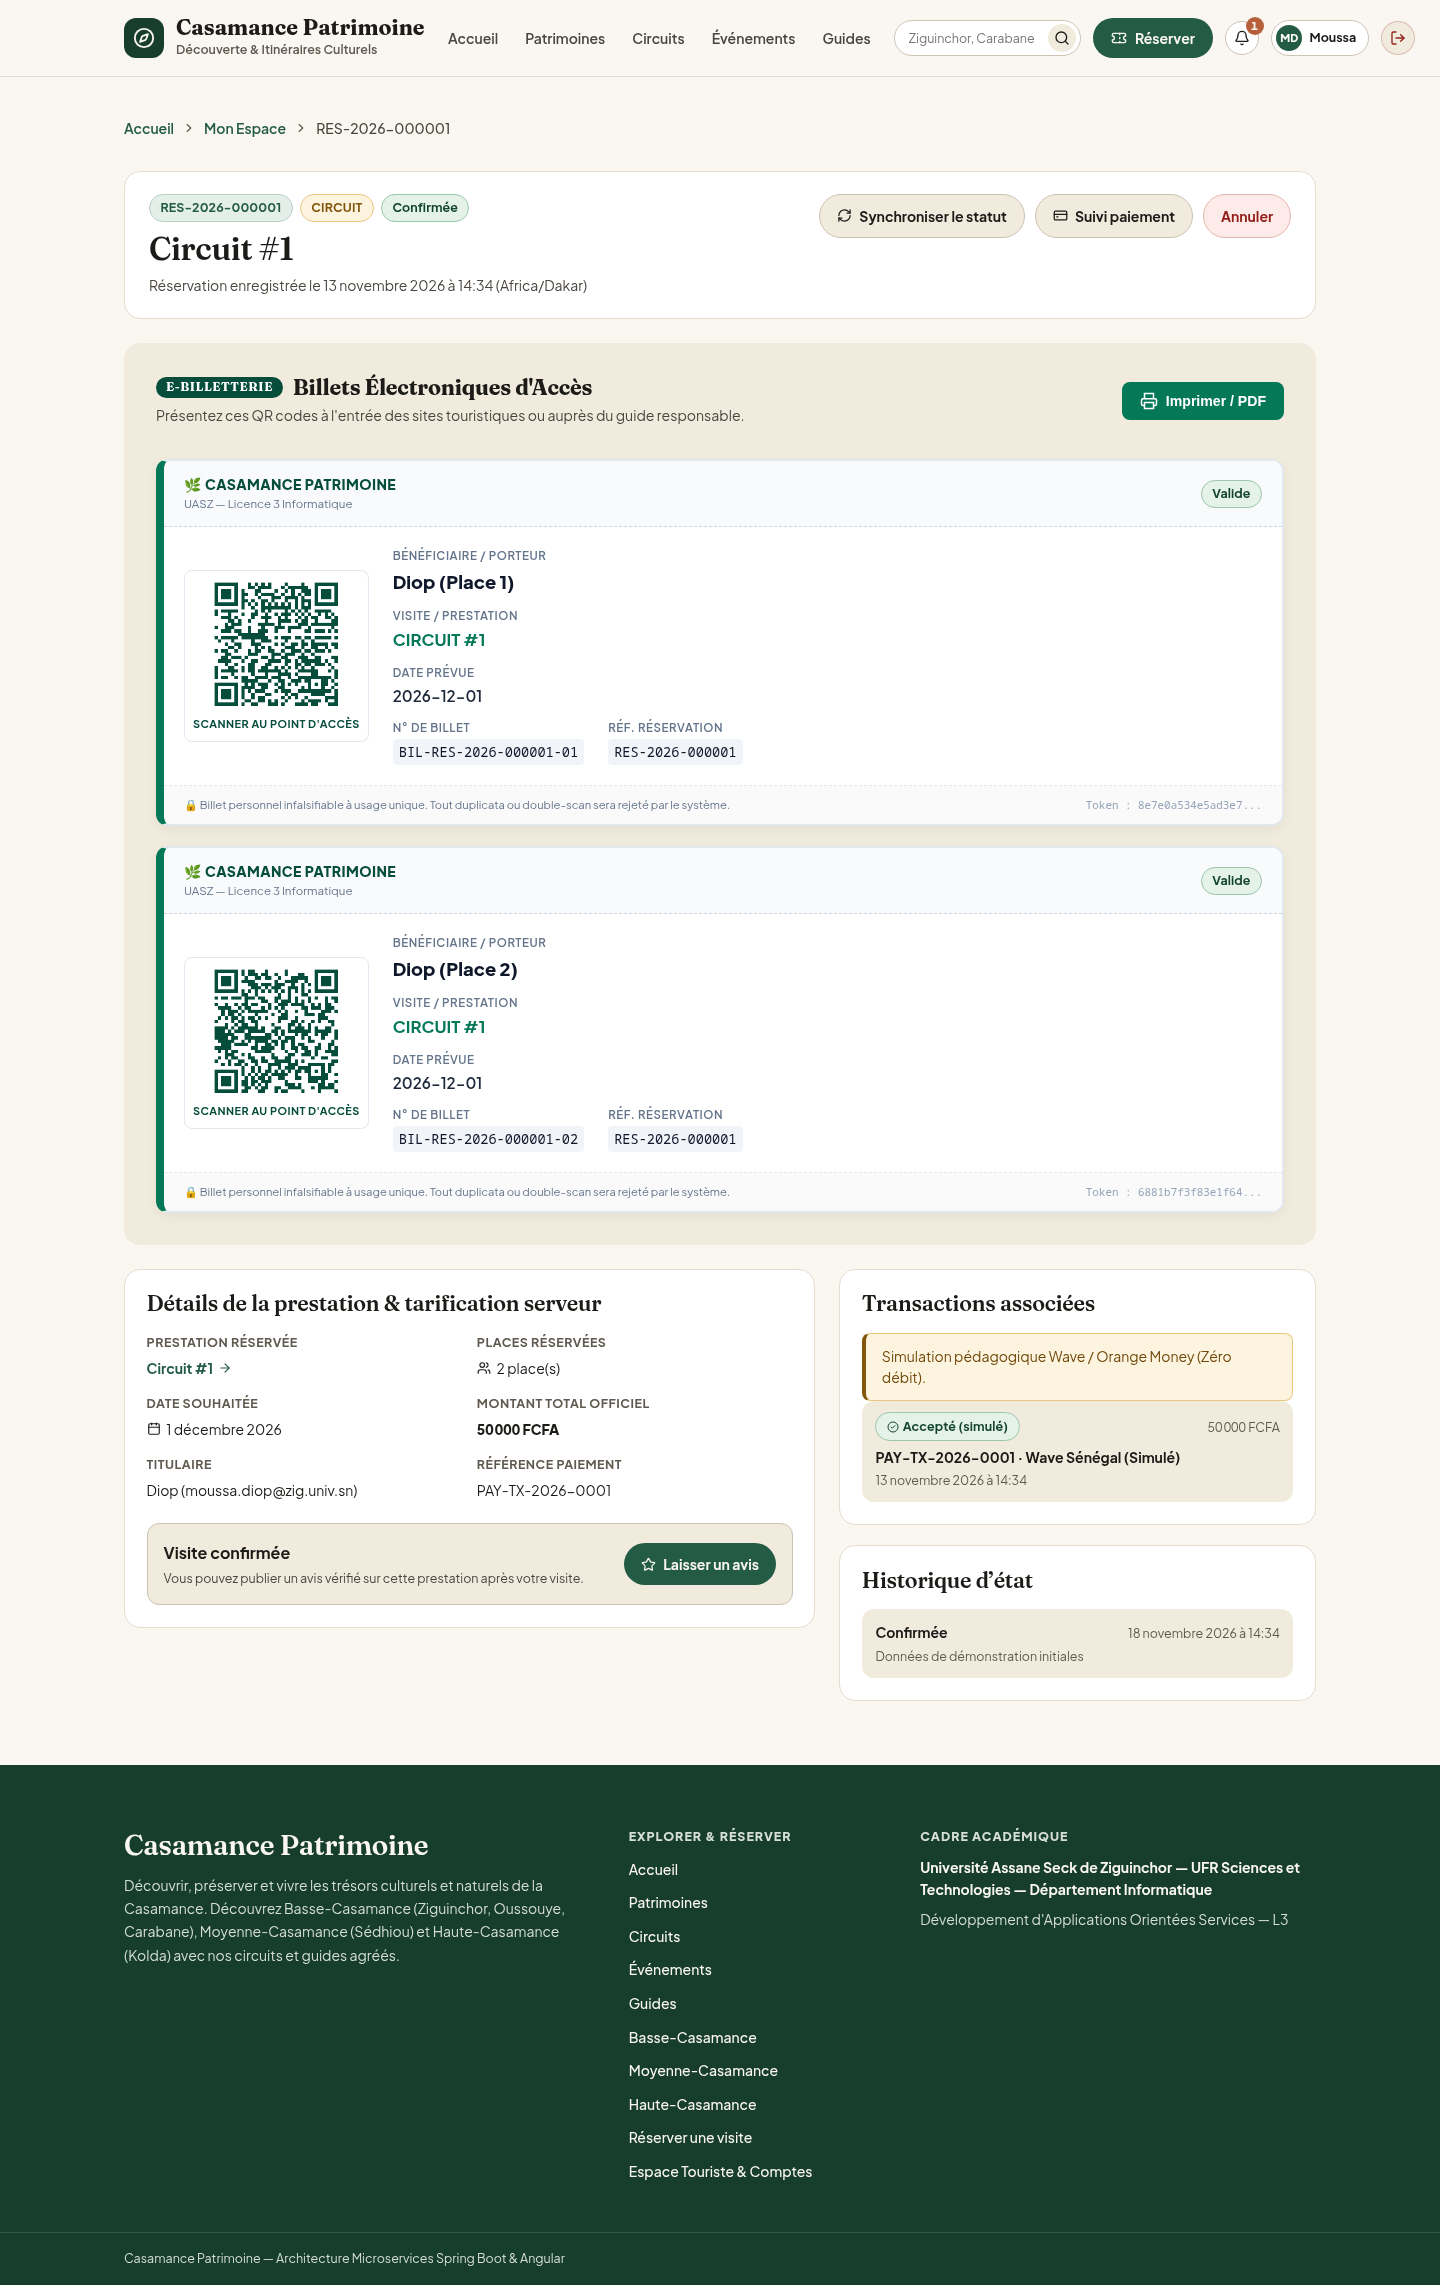 Casamance Patrimoine
Découverte & Itinéraires Culturels
Accueil
Patrimoines
Circuits
Événements
Guides
Ziguinchor, Carabane
Réserver
1
MD
Moussa
Accueil
Mon Espace
RES-2026-000001
RES-2026-000001
CIRCUIT
Confirmée
Circuit #1
Réservation enregistrée le 13 novembre 2026 à 14:34 (Africa/Dakar)
Synchroniser le statut
Suivi paiement
Annuler
E-BILLETTERIE
Billets Électroniques d'Accès
Présentez ces QR codes à l'entrée des sites touristiques ou auprès du guide responsable.
Imprimer / PDF
CASAMANCE PATRIMOINE
UASZ — Licence 3 Informatique
Valide
SCANNER AU POINT D'ACCÈS
BÉNÉFICIAIRE / PORTEUR
Diop (Place 1)
VISITE / PRESTATION
CIRCUIT #1
DATE PRÉVUE
2026-12-01
N° DE BILLET
RÉF. RÉSERVATION
BIL-RES-2026-000001-01
RES-2026-000001
Billet personnel infalsifiable à usage unique. Tout duplicata ou double-scan sera rejeté par le système.
Token : 8e7e0a534e5ad3e7...
CASAMANCE PATRIMOINE
UASZ — Licence 3 Informatique
Valide
SCANNER AU POINT D'ACCÈS
BÉNÉFICIAIRE / PORTEUR
Diop (Place 2)
VISITE / PRESTATION
CIRCUIT #1
DATE PRÉVUE
2026-12-01
N° DE BILLET
RÉF. RÉSERVATION
BIL-RES-2026-000001-02
RES-2026-000001
Billet personnel infalsifiable à usage unique. Tout duplicata ou double-scan sera rejeté par le système.
Token : 6881b7f3f83e1f64...
Détails de la prestation & tarification serveur
PRESTATION RÉSERVÉE
PLACES RÉSERVÉES
Circuit #1 →
2 place(s)
DATE SOUHAITÉE
MONTANT TOTAL OFFICIEL
1 décembre 2026
50 000 FCFA
TITULAIRE
RÉFÉRENCE PAIEMENT
Diop (moussa.diop@zig.univ.sn)
PAY-TX-2026-0001
Visite confirmée
Vous pouvez publier un avis vérifié sur cette prestation après votre visite.
Laisser un avis
Transactions associées
Simulation pédagogique Wave / Orange Money (Zéro
débit).
Accepté (simulé)
50 000 FCFA
PAY-TX-2026-0001 · Wave Sénégal (Simulé)
13 novembre 2026 à 14:34
Historique d’état
Confirmée
18 novembre 2026 à 14:34
Données de démonstration initiales
Casamance Patrimoine
Découvrir, préserver et vivre les trésors culturels et naturels de la
Casamance. Découvrez Basse-Casamance (Ziguinchor, Oussouye,
Carabane), Moyenne-Casamance (Sédhiou) et Haute-Casamance
(Kolda) avec nos circuits et guides agréés.
EXPLORER & RÉSERVER
Accueil
Patrimoines
Circuits
Événements
Guides
Basse-Casamance
Moyenne-Casamance
Haute-Casamance
Réserver une visite
Espace Touriste & Comptes
CADRE ACADÉMIQUE
Université Assane Seck de Ziguinchor — UFR Sciences et
Technologies — Département Informatique
Développement d'Applications Orientées Services — L3
Casamance Patrimoine — Architecture Microservices Spring Boot & Angular